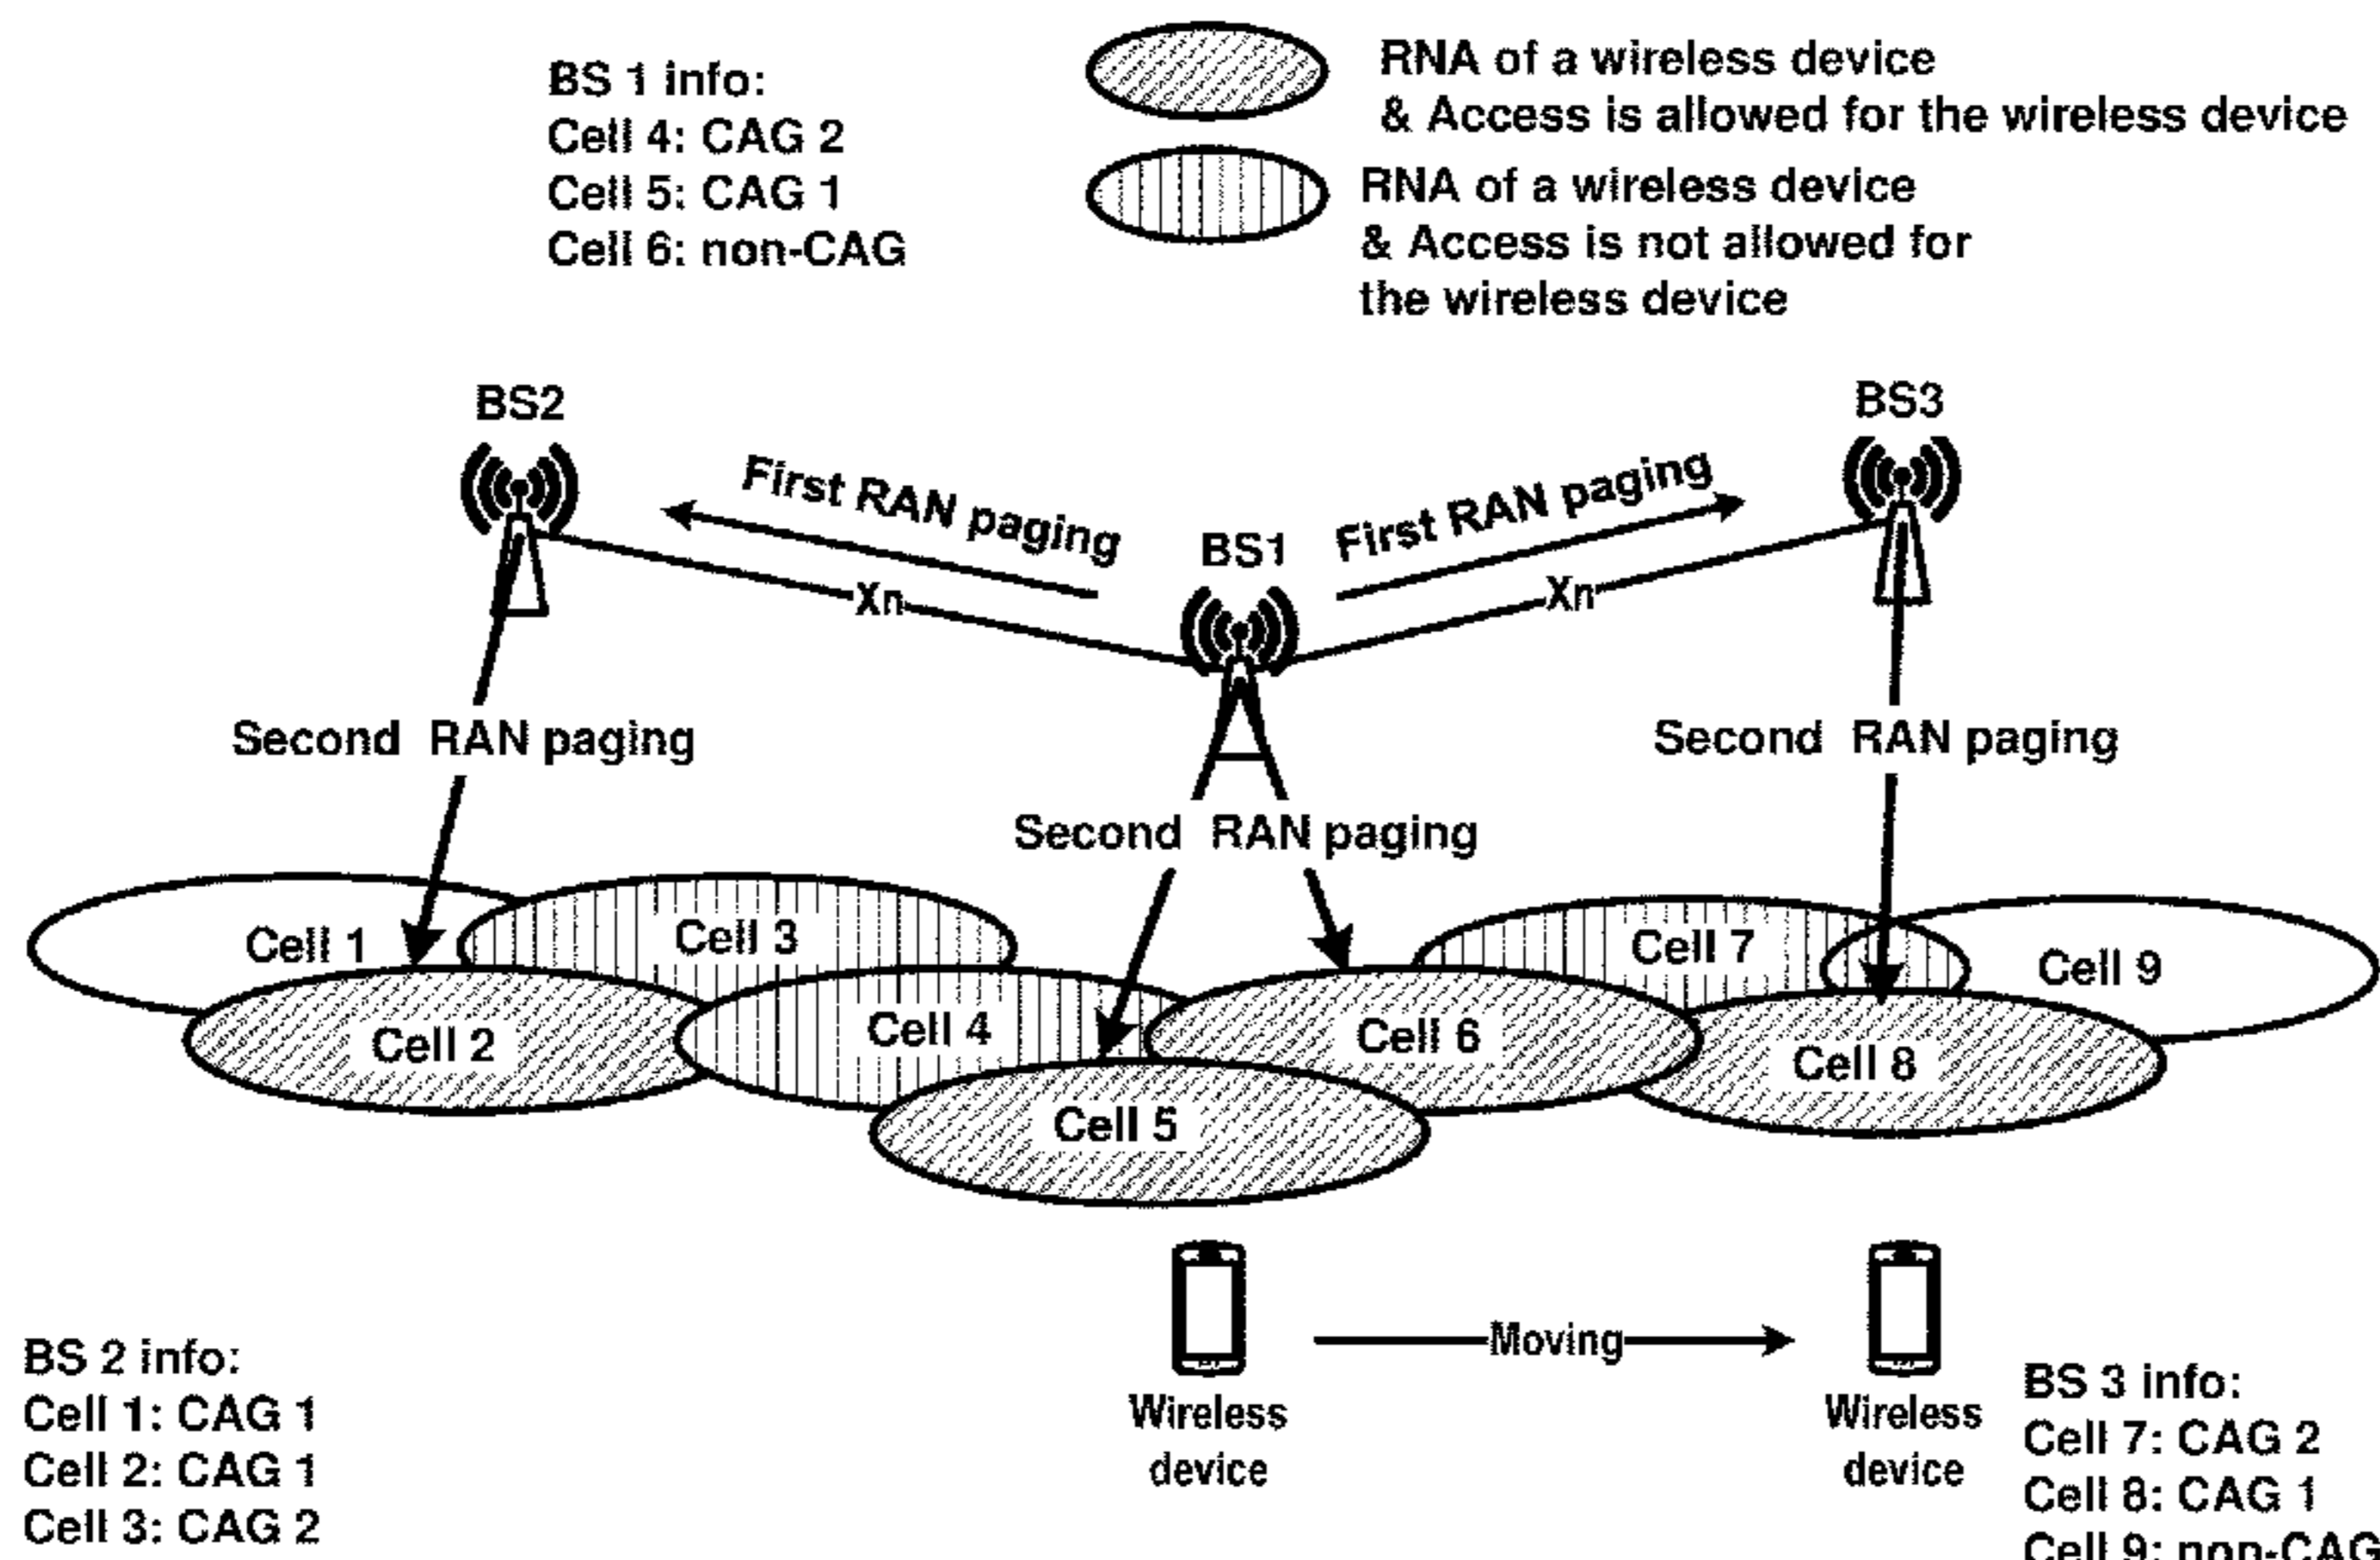 BS 1 info:
Cell 4: CAG 2
Cell 5: CAG 1
Cell 6: non-CAG
RNA of a wireless device
& Access is allowed for the wireless device
RNA of a wireless device
& Access is not allowed for
the wireless device
BS2
BS3
First RAN paging
First RAN paging
BS1
Xn
Xn
Second RAN paging
Second RAN paging
Second RAN paging
Cell 1
Cell 3
Cell 7
Cell 9
Cell 2
Cell 4
Cell 6
Cell 8
Cell 5
Moving
Wireless
device
Wireless
device
BS 2 info:
Cell 1: CAG 1
Cell 2: CAG 1
Cell 3: CAG 2
BS 3 info:
Cell 7: CAG 2
Cell 8: CAG 1
Cell 9: non-CAG